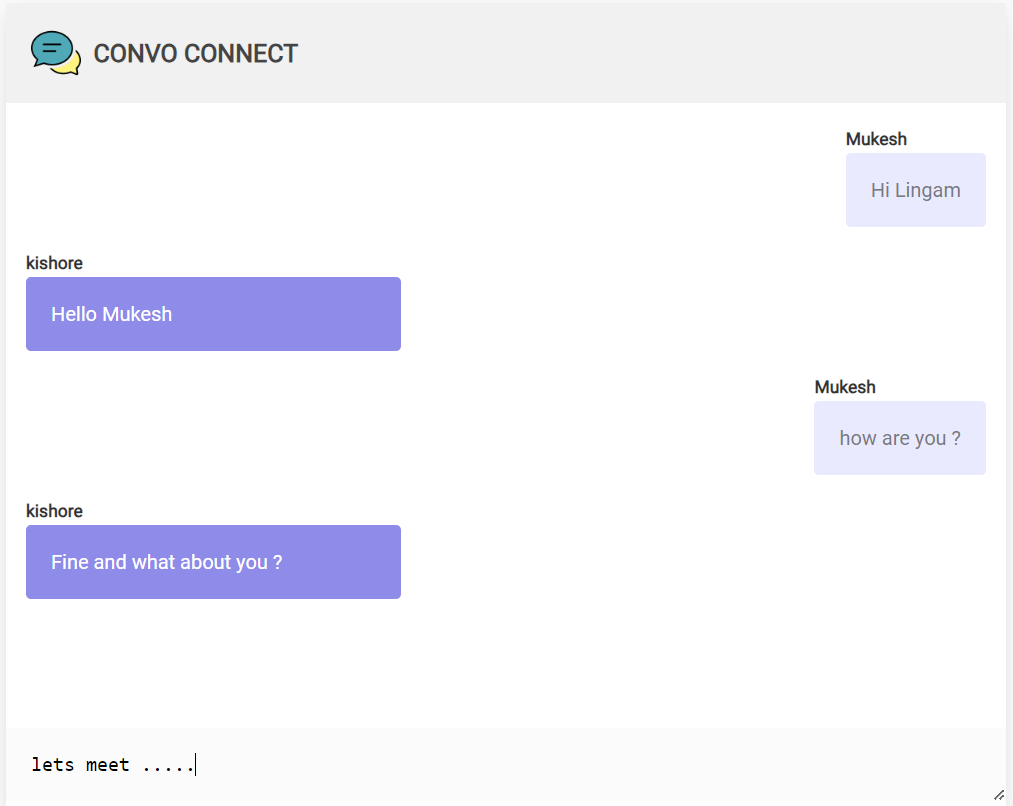 CONVO CONNECT
Mukesh
Hi Lingam
kishore
Hello Mukesh
Mukesh
how are you ?
kishore
Fine and what about you ?
lets meet .....